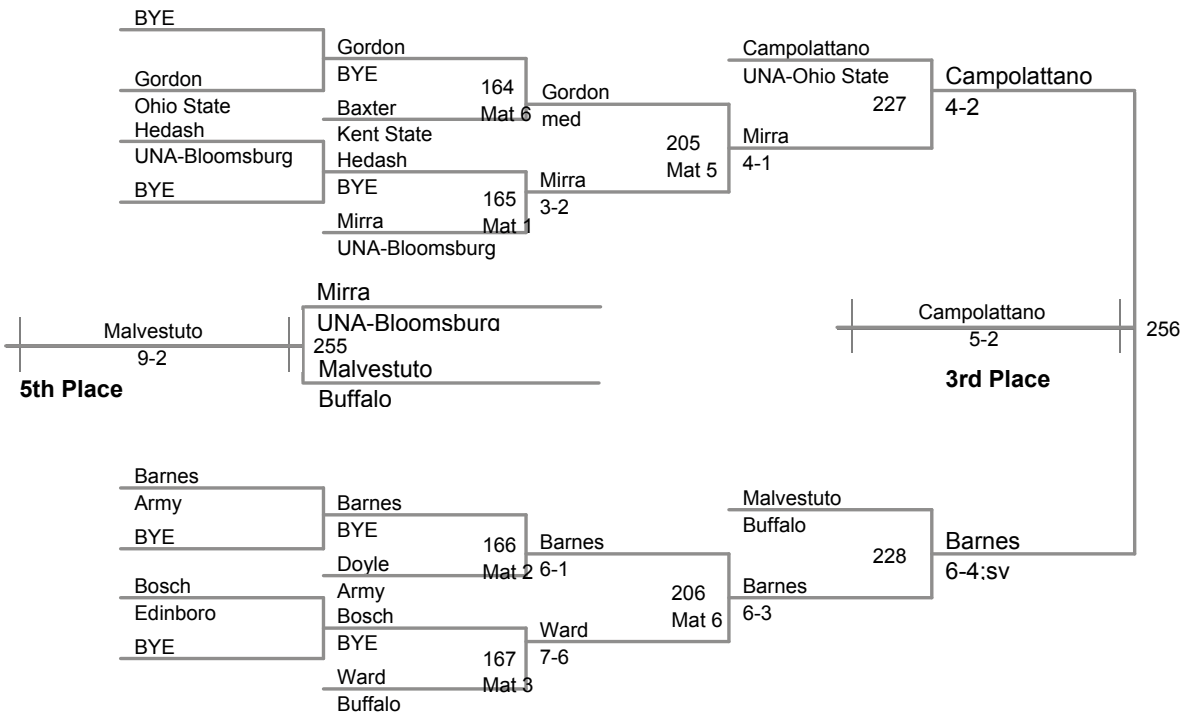 BYE
Gordon
Ohio State
Hedash
UNA-Bloomsburg
BYE
Gordon
BYE
164
Mat 6
Baxter
Kent State
Hedash
BYE
165
Mat 1
Mirra
UNA-Bloomsburg
Gordon
med
Mirra
3-2
205
Mat 5
Campolattano
UNA-Ohio State
227
Mirra
4-1
Campolattano
4-2
Malvestuto
9-2
5th Place
Mirra
UNA-Bloomsburg
255
Malvestuto
Buffalo
Campolattano
5-2
3rd Place
256
Barnes
Army
BYE
Bosch
Edinboro
BYE
Barnes
BYE
166
Mat 2
Doyle
Army
Bosch
BYE
167
Mat 3
Ward
Buffalo
Barnes
6-1
Ward
7-6
206
Mat 6
Malvestuto
Buffalo
228
Barnes
6-3
Barnes
6-4;sv